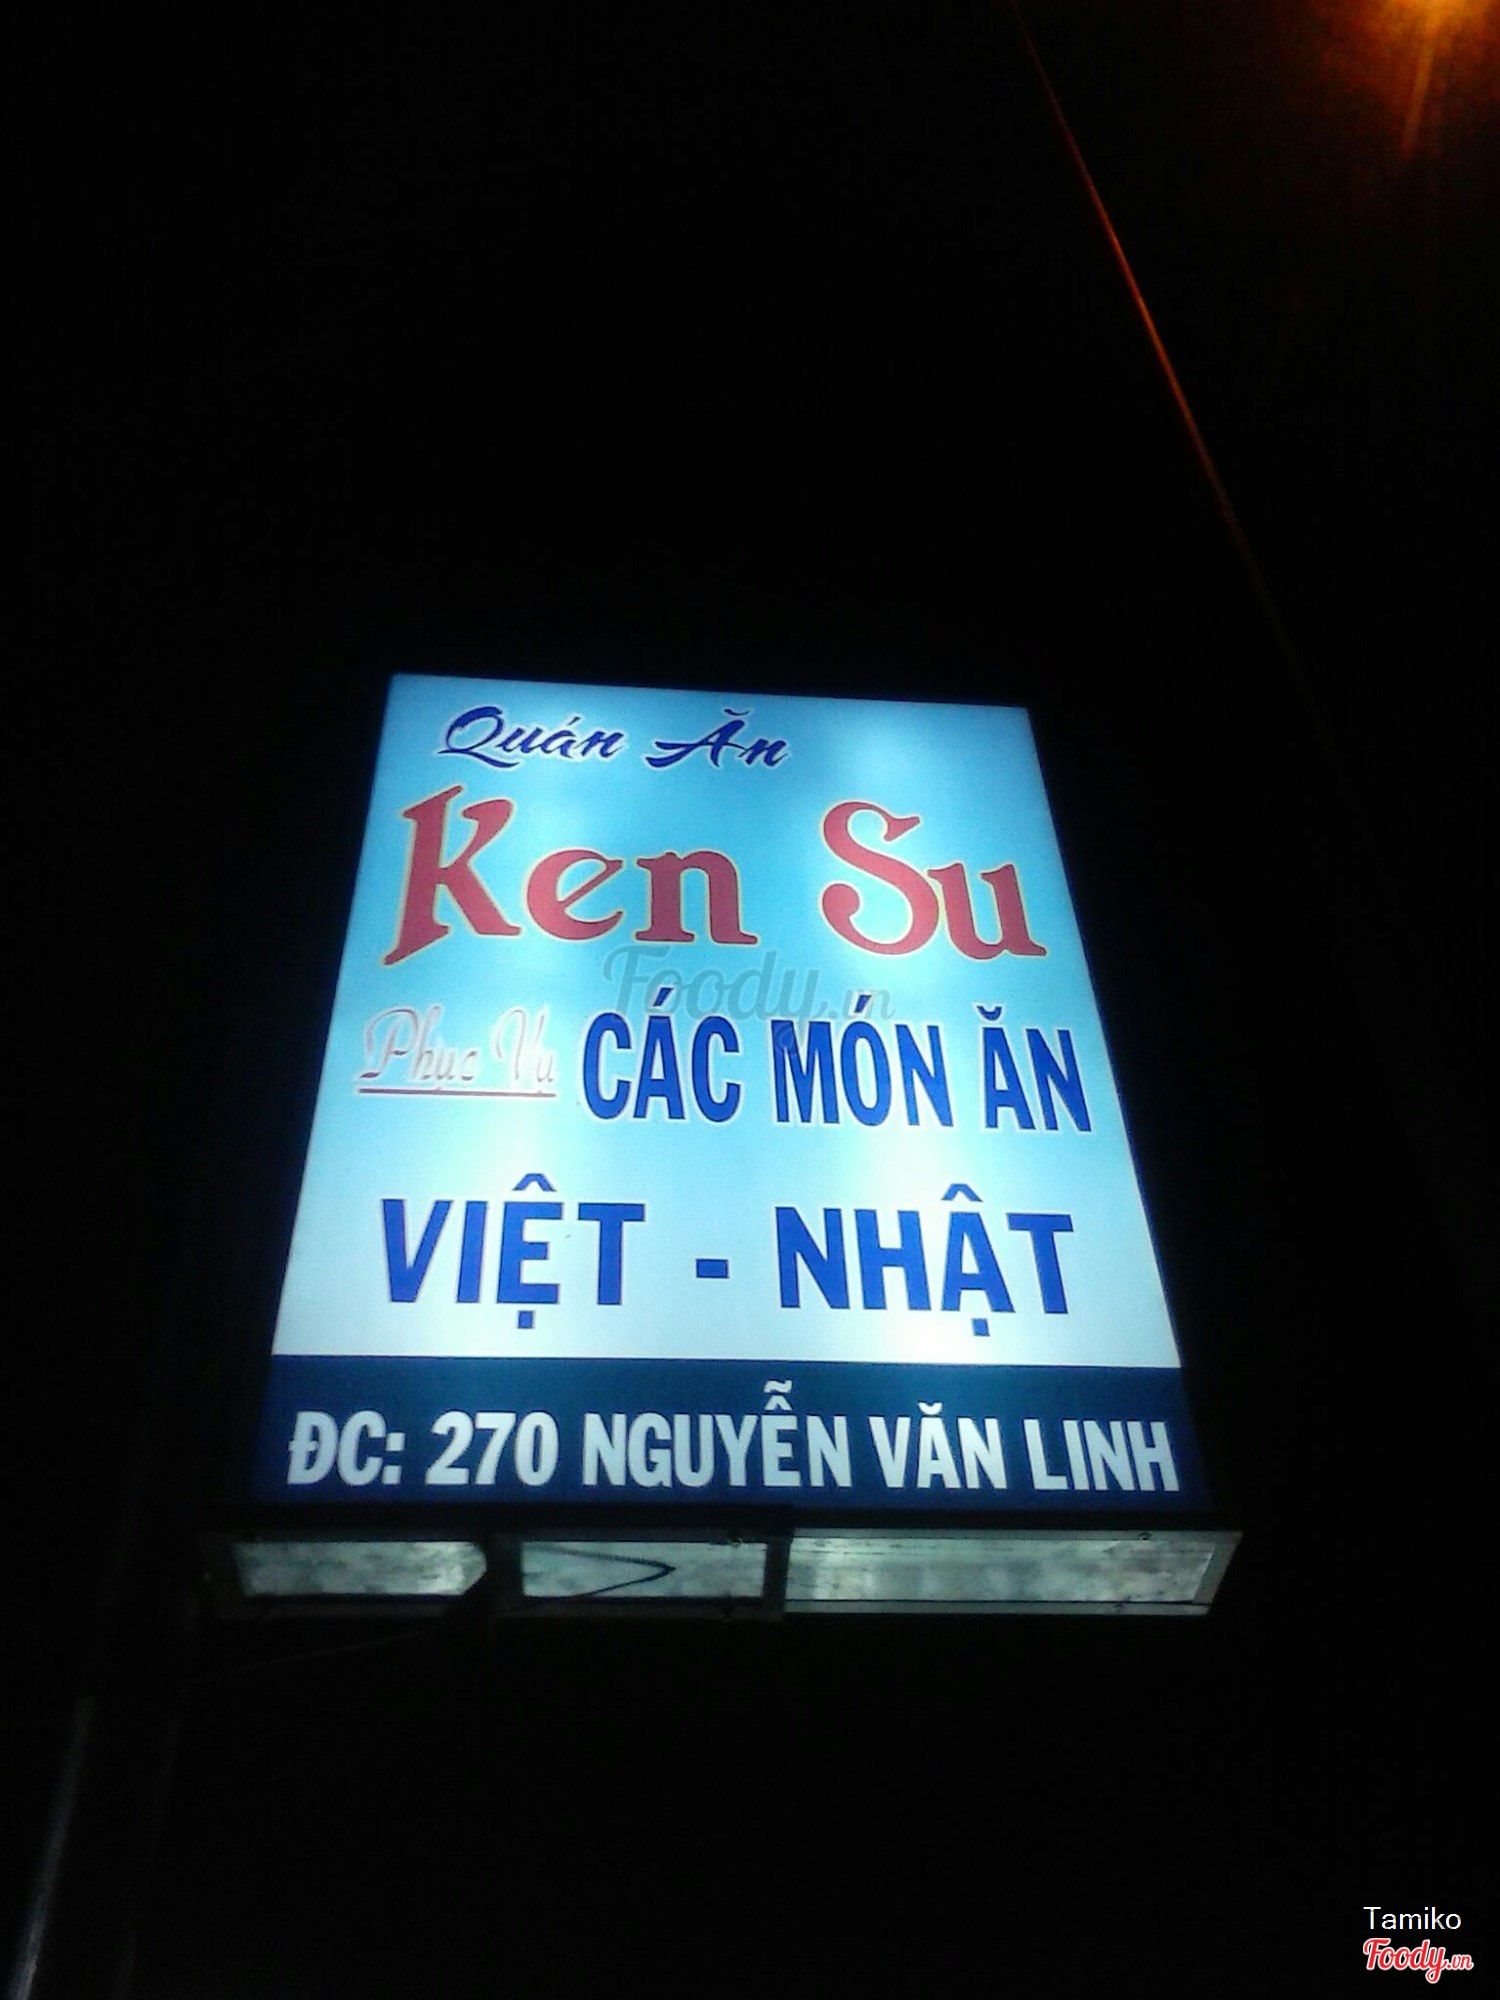 Quán Ăn
Ken Su
Foody.vn
Phục Vụ CÁC MÓN ĂN
VIỆT - NHẬT
ĐC: 270 NGUYỄN VĂN LINH
Tamiko
Foody.vn